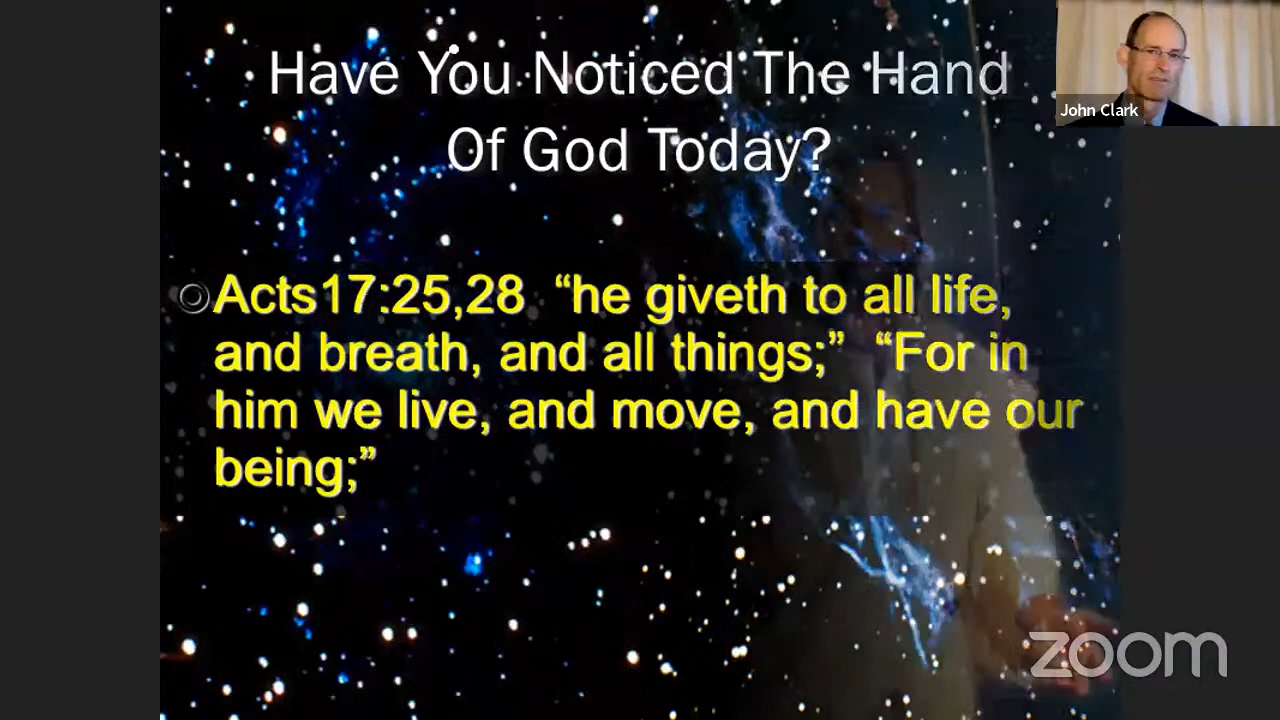 Have You Noticed The Hand
Of God Today?
John Clark
Acts17:25,28 “he giveth to all life,
and breath, and all things;” “For in
him we live, and move, and have our
being;”
zoom